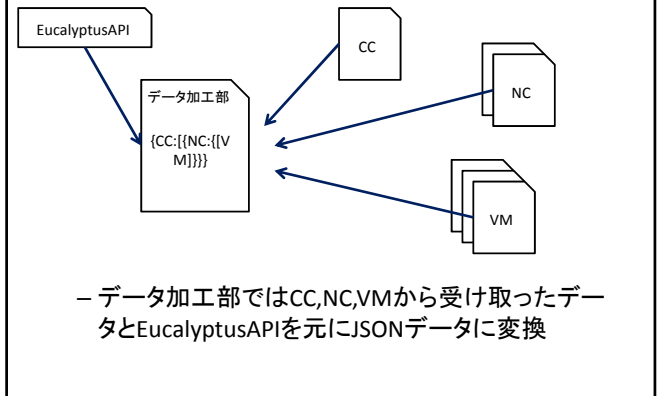 EucalyptusAPI
CC
NC
データ加工部
{CC:[{NC:{[V
M]}}}
VM
– データ加工部ではCC,NC,VMから受け取ったデー
タとEucalyptusAPIを元にJSONデータに変換